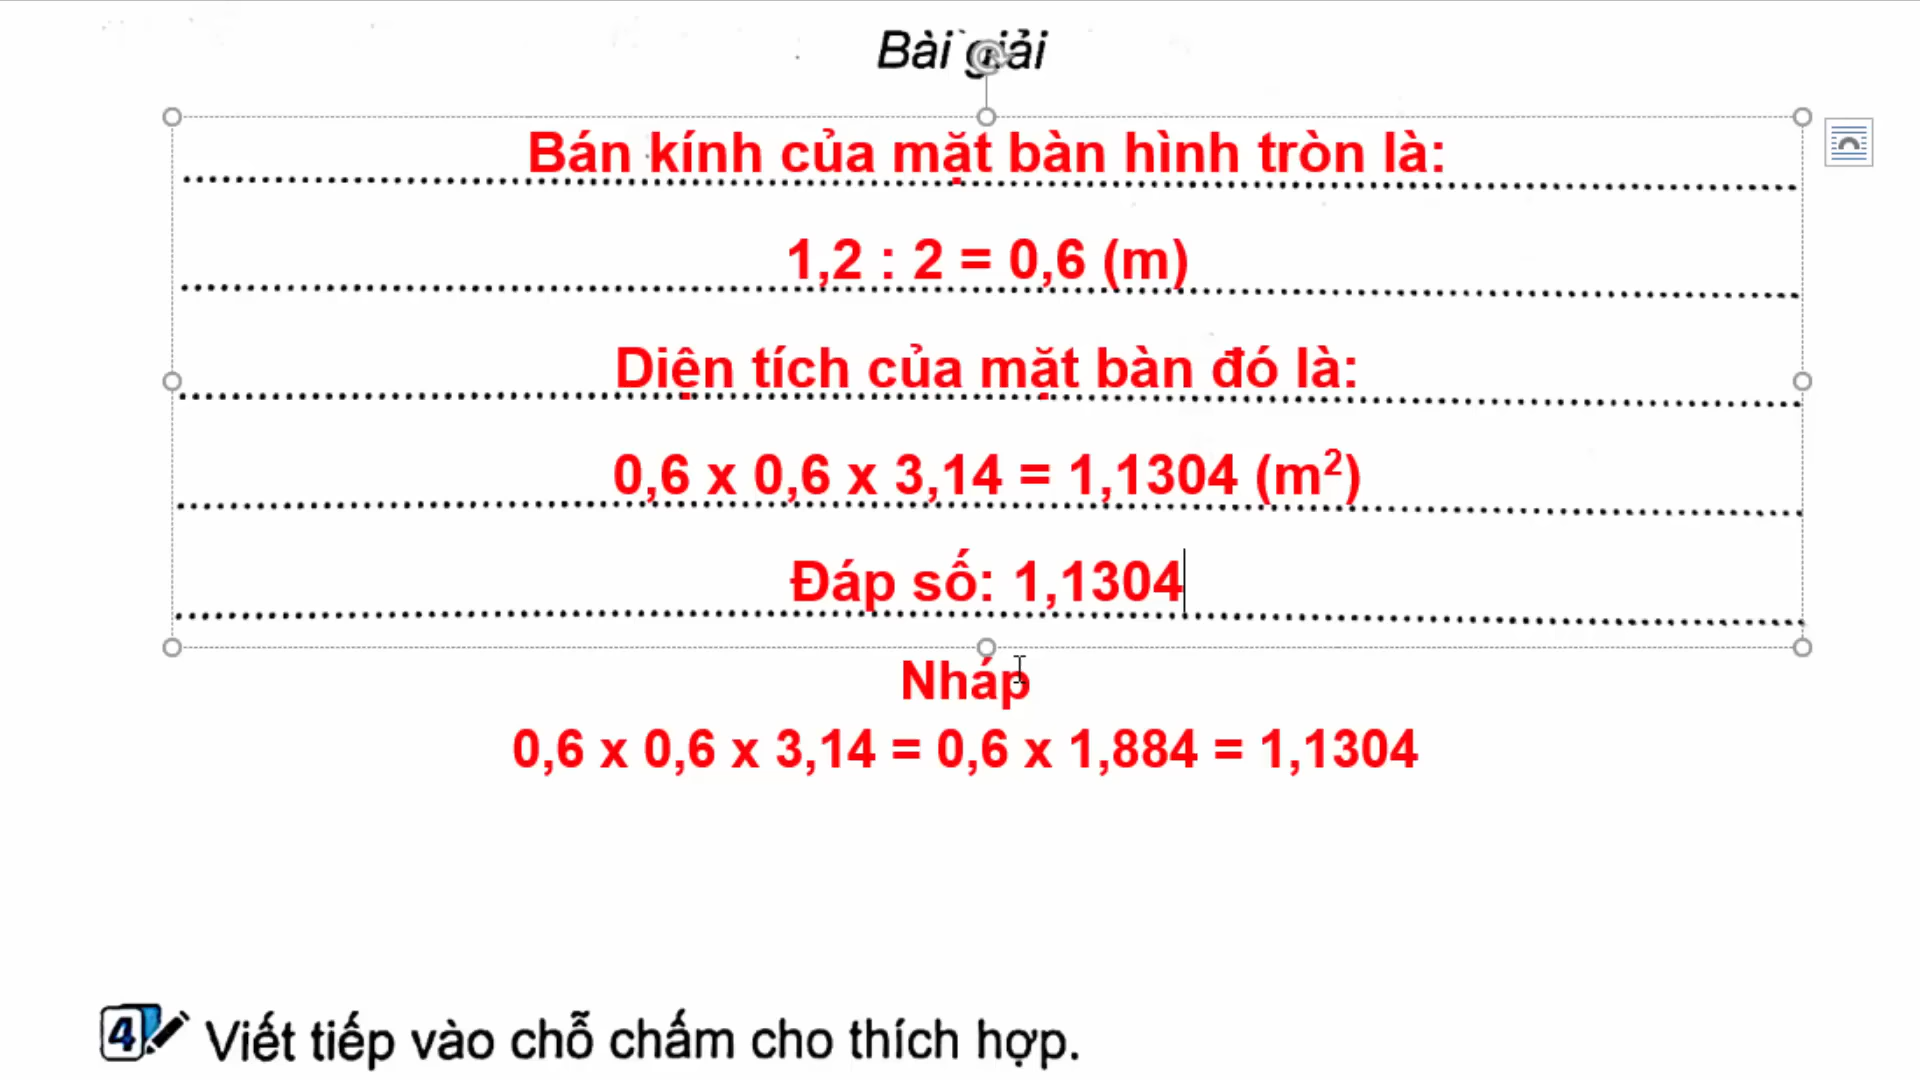 Bài giải
Bán kính của mặt bàn hình tròn là:
1,2 : 2 = 0,6 (m)
Diện tích của mặt bàn đó là:
0,6 x 0,6 x 3,14 = 1,1304 (m²)
Đáp số: 1,1304
Nháp
0,6 x 0,6 x 3,14 = 0,6 x 1,884 = 1,1304
4 Viết tiếp vào chỗ chấm cho thích hợp.